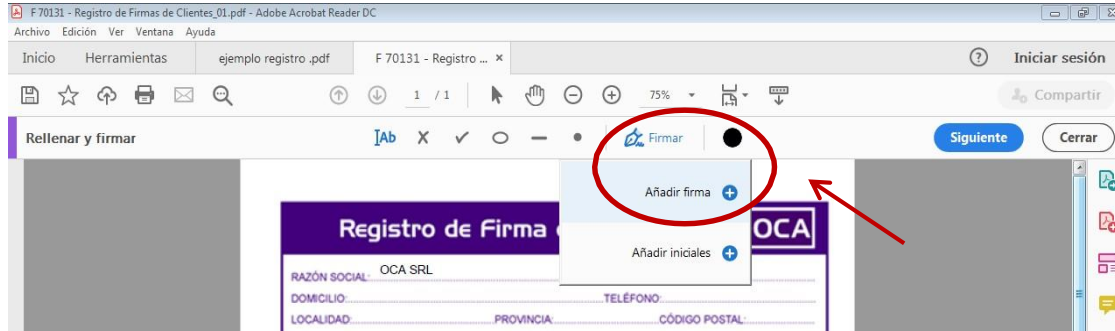 F 70131 - Registro de Firmas de Clientes_01.pdf - Adobe Acrobat Reader DC
Archivo Edición Ver Ventana Ayuda
Inicio Herramientas ejemplo registro .pdf F 70131 - Registro ... × ? Iniciar sesión
1 / 1 75% Compartir
Rellenar y firmar Ab Firmar Siguiente Cerrar
Añadir firma
Registro de Firma OCA
Añadir iniciales
RAZÓN SOCIAL: OCA SRL
DOMICILIO: TELÉFONO:
LOCALIDAD: PROVINCIA: CÓDIGO POSTAL: